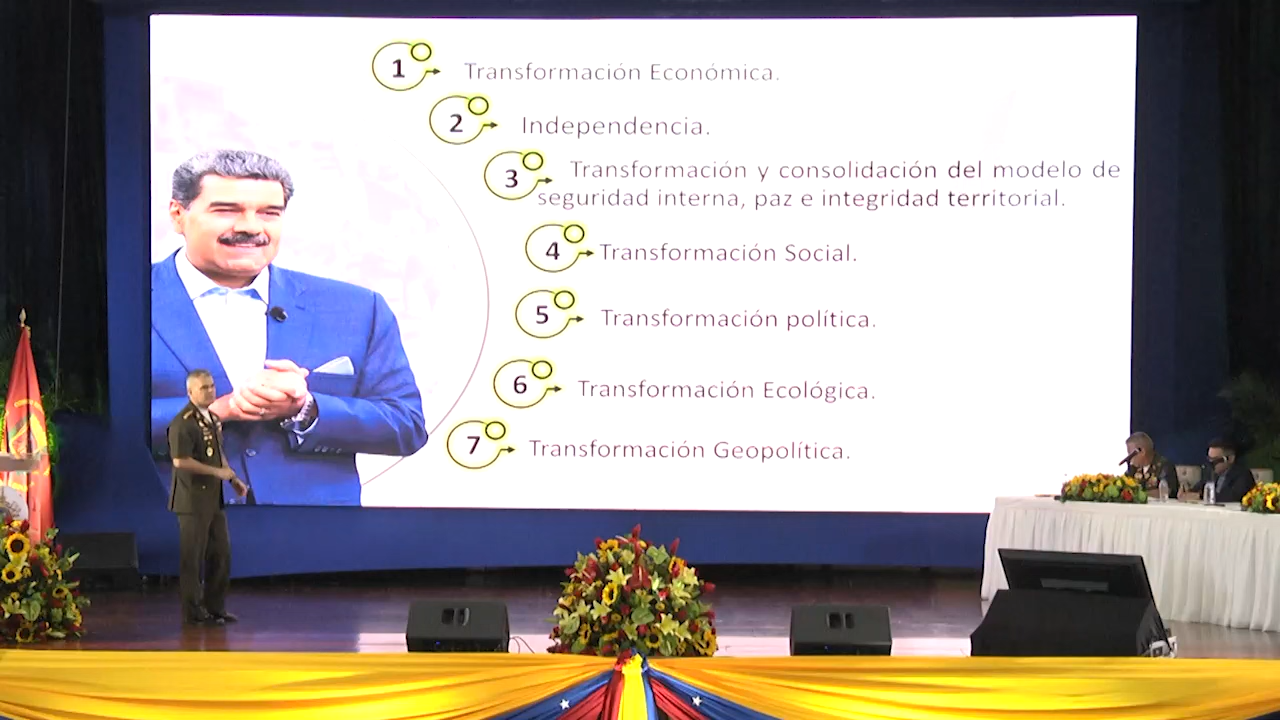 1 Transformación Económica.
2 Independencia.
3 Transformación y consolidación del modelo de
seguridad interna, paz e integridad territorial.
4 Transformación Social.
5 Transformación política.
6 Transformación Ecológica.
7 Transformación Geopolítica.